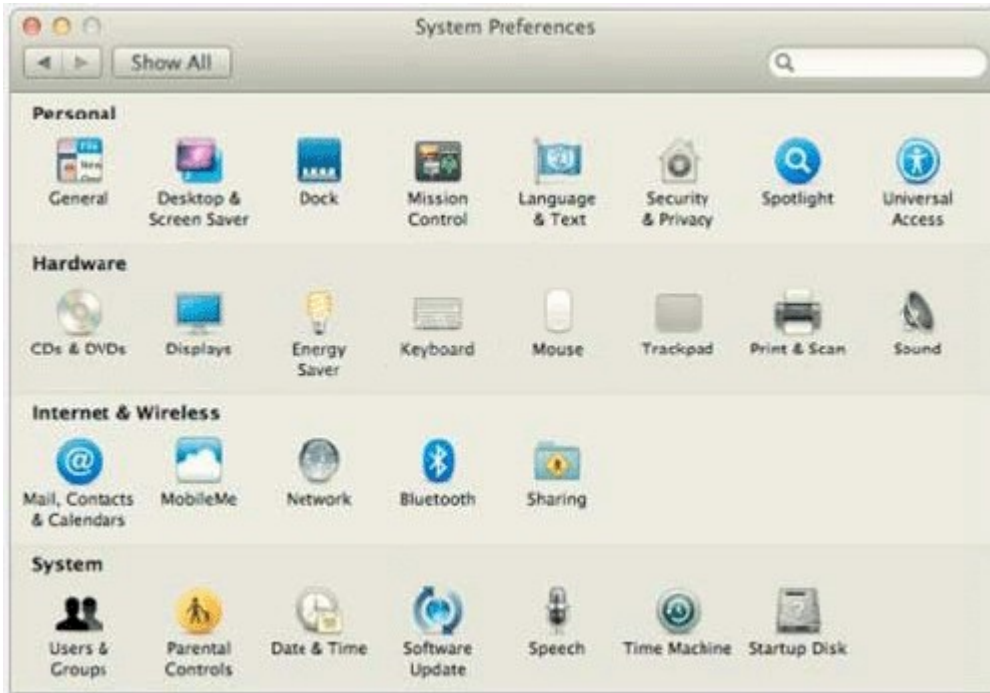 System Preferences
Show All
Personal
General
Desktop & Screen Saver
Dock
Mission Control
Language & Text
Security & Privacy
Spotlight
Universal Access
Hardware
CDs & DVDs
Displays
Energy Saver
Keyboard
Mouse
Trackpad
Print & Scan
Sound
Internet & Wireless
Mail, Contacts & Calendars
MobileMe
Network
Bluetooth
Sharing
System
Users & Groups
Parental Controls
Date & Time
Software Update
Speech
Time Machine
Startup Disk